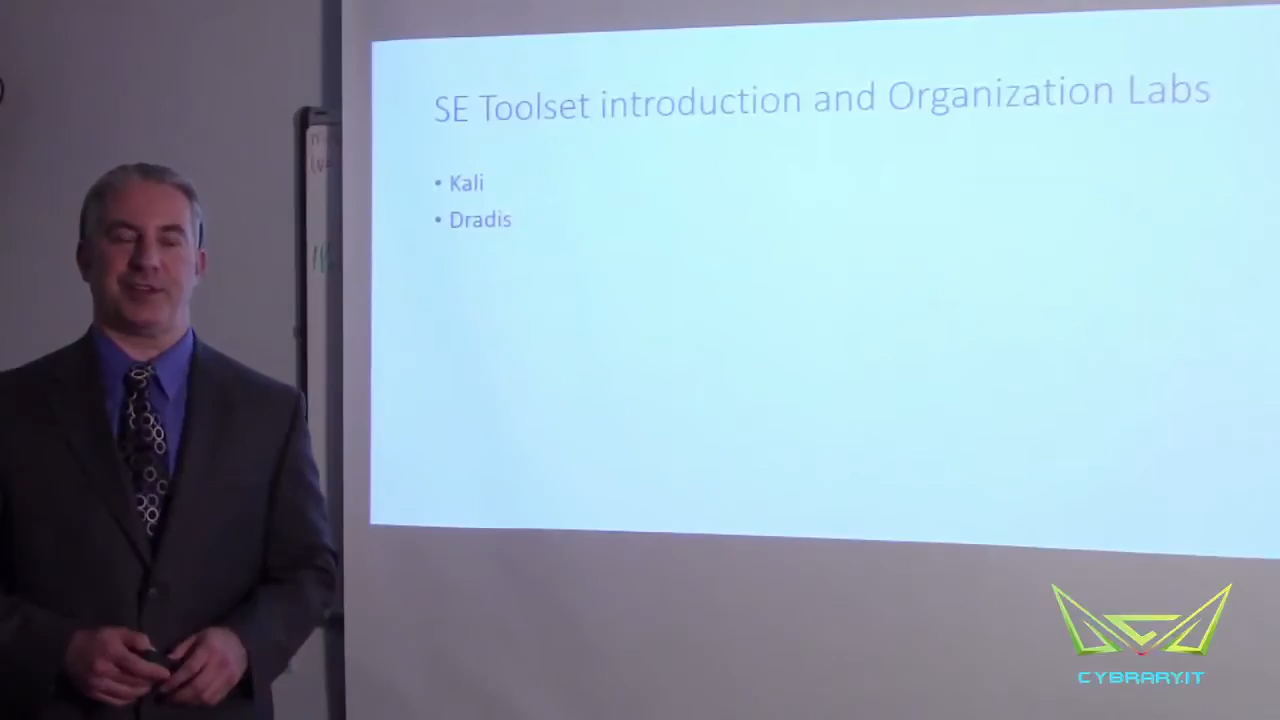 SE Toolset introduction and Organization Labs
• Kali
• Dradis
CYBRARY.IT